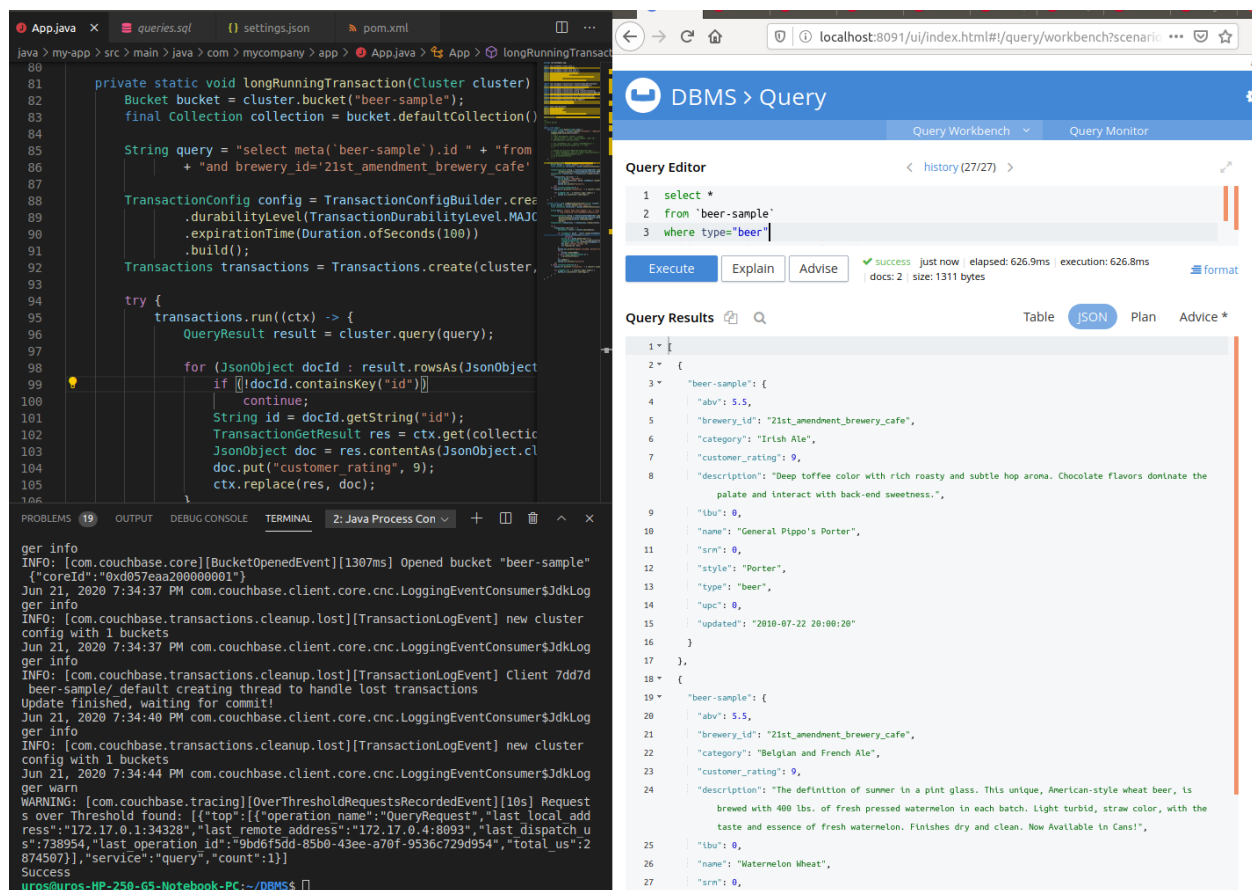 App.java
queries.sql
settings.json
pom.xml
java > my-app > src > main > java > com > mycompany > app > App.java > App > longRunningTransact
80
81 private static void longRunningTransaction(Cluster cluster)
82 Bucket bucket = cluster.bucket("beer-sample");
83 final Collection collection = bucket.defaultCollection()
84
85 String query = "select meta(`beer-sample`).id " + "from
86 + "and brewery_id='21st_amendment_brewery_cafe'
87
88 TransactionConfig config = TransactionConfigBuilder.crea
89 .durabilityLevel(TransactionDurabilityLevel.MAJO
90 .expirationTime(Duration.ofSeconds(100))
91 .build();
92 Transactions transactions = Transactions.create(cluster,
93
94 try {
95 transactions.run((ctx) -> {
96 QueryResult result = cluster.query(query);
97
98 for (JsonObject docId : result.rowsAs(JsonObject
99 if (!docId.containsKey("id"))
100 continue;
101 String id = docId.getString("id");
102 TransactionGetResult res = ctx.get(collectio
103 JsonObject doc = res.contentAs(JsonObject.cl
104 doc.put("customer_rating", 9);
105 ctx.replace(res, doc);
106 }
PROBLEMS 19 OUTPUT DEBUG CONSOLE TERMINAL 2: Java Process Con
ger info
INFO: [com.couchbase.core][BucketOpenedEvent][1307ms] Opened bucket "beer-sample"
{"coreId":"0xd057eaa200000001"}
Jun 21, 2020 7:34:37 PM com.couchbase.client.core.cnc.LoggingEventConsumer$JdkLog
ger info
INFO: [com.couchbase.transactions.cleanup.lost][TransactionLogEvent] new cluster
config with 1 buckets
Jun 21, 2020 7:34:37 PM com.couchbase.client.core.cnc.LoggingEventConsumer$JdkLog
ger info
INFO: [com.couchbase.transactions.cleanup.lost][TransactionLogEvent] Client 7dd7d
beer-sample/_default creating thread to handle lost transactions
Update finished, waiting for commit!
Jun 21, 2020 7:34:40 PM com.couchbase.client.core.cnc.LoggingEventConsumer$JdkLog
ger info
INFO: [com.couchbase.transactions.cleanup.lost][TransactionLogEvent] new cluster
config with 1 buckets
Jun 21, 2020 7:34:44 PM com.couchbase.client.core.cnc.LoggingEventConsumer$JdkLog
ger warn
WARNING: [com.couchbase.tracing][OverThresholdRequestsRecordedEvent][10s] Request
s over Threshold found: [{"top":[{"operation_name":"QueryRequest","last_local_add
ress":"172.17.0.1:34328","last_remote_address":"172.17.0.4:8093","last_dispatch_u
s":738954,"last_operation_id":"9bd6f5dd-85b0-43ee-a70f-9536c729d954","total_us":2
874507}],"service":"query","count":1}]
Success
uros@uros-HP-250-G5-Notebook-PC:~/DBMS$
localhost:8091/ui/index.html#!/query/workbench?scenario
DBMS > Query
Query Workbench
Query Monitor
Query Editor
history (27/27)
1 select *
2 from `beer-sample`
3 where type="beer"
Execute
Explain
Advise
success just now | elapsed: 626.9ms | execution: 626.8ms
docs: 2 | size: 1311 bytes
format
Query Results
Table
JSON
Plan
Advice *
1 [
2 {
3 "beer-sample": {
4 "abv": 5.5,
5 "brewery_id": "21st_amendment_brewery_cafe",
6 "category": "Irish Ale",
7 "customer_rating": 9,
8 "description": "Deep toffee color with rich roasty and subtle hop aroma. Chocolate flavors dominate the
palate and interact with back-end sweetness.",
9 "ibu": 0,
10 "name": "General Pippo's Porter",
11 "srm": 0,
12 "style": "Porter",
13 "type": "beer",
14 "upc": 0,
15 "updated": "2010-07-22 20:00:20"
16 }
17 },
18 {
19 "beer-sample": {
20 "abv": 5.5,
21 "brewery_id": "21st_amendment_brewery_cafe",
22 "category": "Belgian and French Ale",
23 "customer_rating": 9,
24 "description": "The definition of summer in a pint glass. This unique, American-style wheat beer, is
brewed with 400 lbs. of fresh pressed watermelon in each batch. Light turbid, straw color, with the
taste and essence of fresh watermelon. Finishes dry and clean. Now Available in Cans!",
25 "ibu": 0,
26 "name": "Watermelon Wheat",
27 "srm": 0,